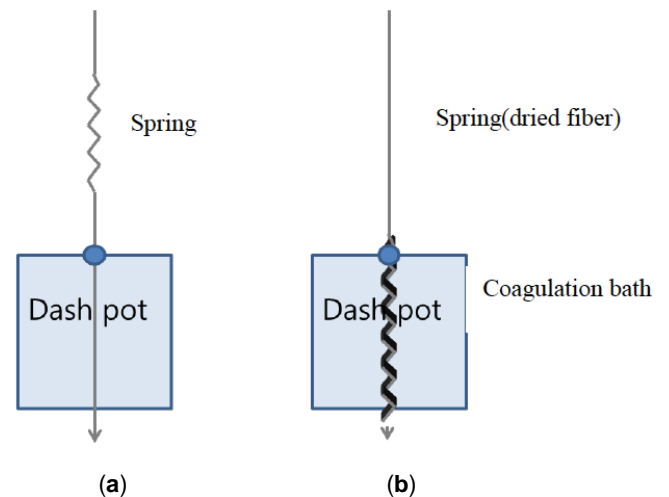 Spring
Spring(dried fiber)
Dash pot
Dash pot
Coagulation bath
(a)
(b)